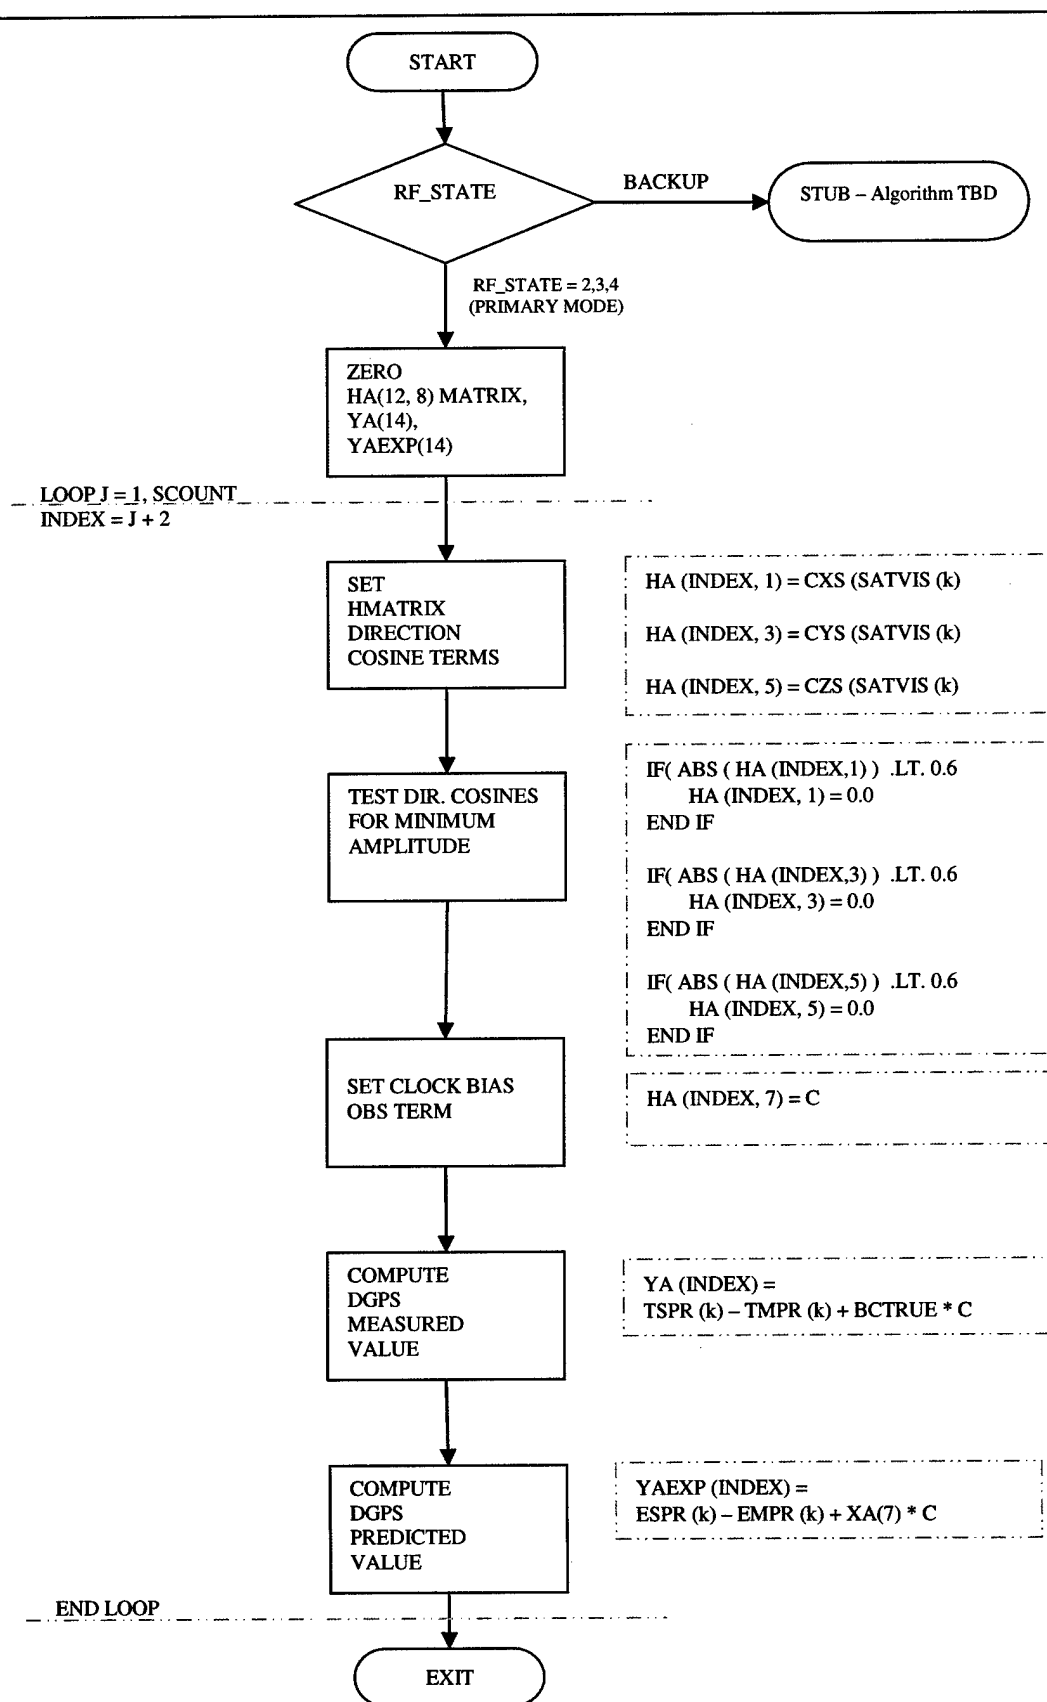 START
RF_STATE
BACKUP
STUB – Algorithm TBD
RF_STATE = 2,3,4
(PRIMARY MODE)
ZERO
HA(12, 8) MATRIX,
YA(14),
YAEXP(14)
LOOP J = 1, SCOUNT
INDEX = J + 2
SET
HMATRIX
DIRECTION
COSINE TERMS
HA (INDEX, 1) = CXS (SATVIS (k)
HA (INDEX, 3) = CYS (SATVIS (k)
HA (INDEX, 5) = CZS (SATVIS (k)
TEST DIR. COSINES
FOR MINIMUM
AMPLITUDE
IF( ABS ( HA (INDEX,1) ) .LT. 0.6
HA (INDEX, 1) = 0.0
END IF
IF( ABS ( HA (INDEX,3) ) .LT. 0.6
HA (INDEX, 3) = 0.0
END IF
IF( ABS ( HA (INDEX,5) ) .LT. 0.6
HA (INDEX, 5) = 0.0
END IF
SET CLOCK BIAS
OBS TERM
HA (INDEX, 7) = C
COMPUTE
DGPS
MEASURED
VALUE
YA (INDEX) =
TSPR (k) – TMPR (k) + BCTRUE * C
COMPUTE
DGPS
PREDICTED
VALUE
YAEXP (INDEX) =
ESPR (k) – EMPR (k) + XA(7) * C
END LOOP
EXIT